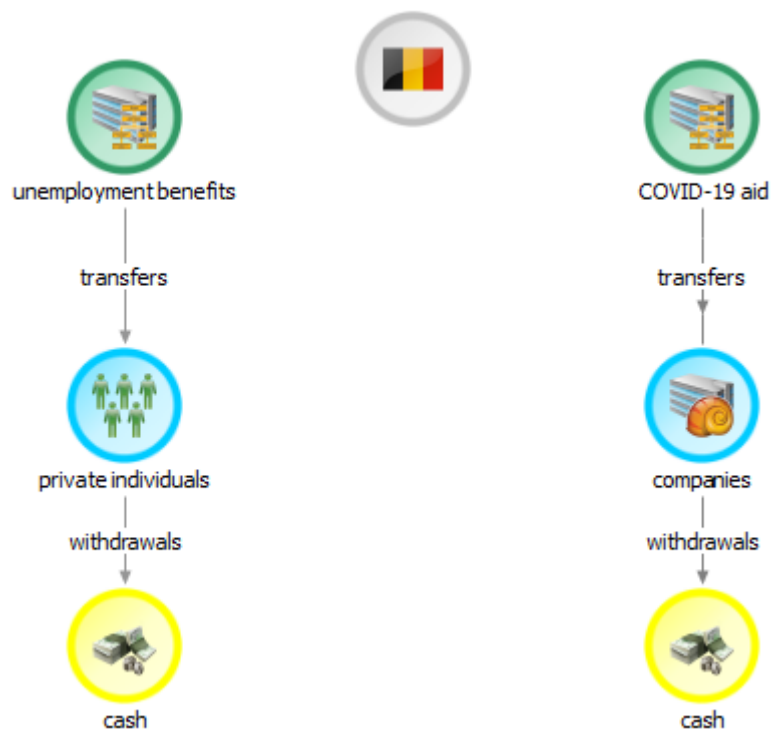 unemployment benefits
COVID-19 aid
transfers
transfers
private individuals
companies
withdrawals
withdrawals
cash
cash